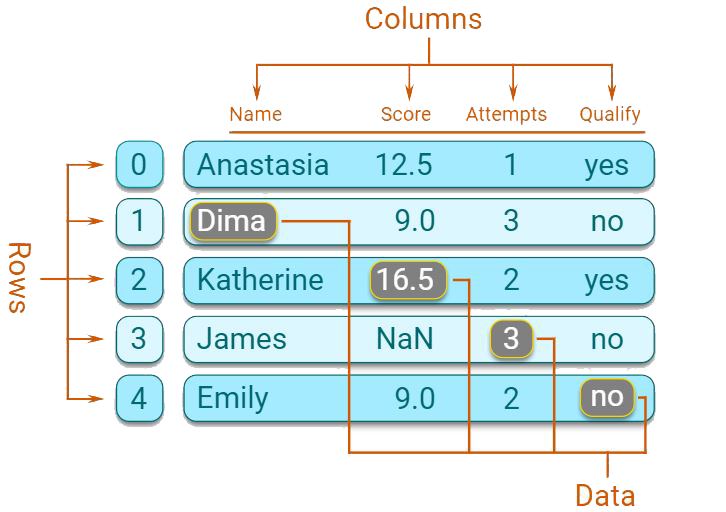 Columns
Name Score Attempts Qualify
0 Anastasia 12.5 1 yes
1 Dima 9.0 3 no
2 Katherine 16.5 2 yes
3 James NaN 3 no
4 Emily 9.0 2 no
Rows
Data